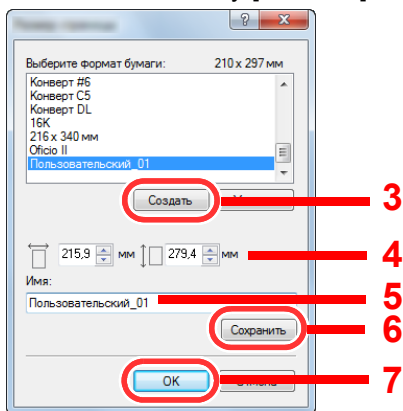 Выберите формат бумаги: 210 x 297 мм
Конверт #6
Конверт C5
Конверт DL
16K
216 x 340 мм
Oficio II
Пользовательский_01
Создать
3
215,9 мм 279,4 мм
4
Имя:
Пользовательский_01
5
Сохранить
6
OK
7